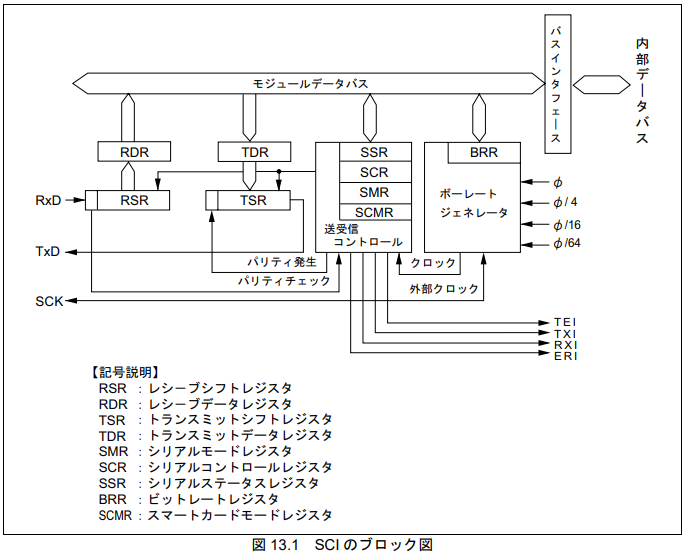 バスインタフェース
内部データバス
モジュールデータバス
RDR
TDR
SSR
BRR
SCR
RxD
RSR
TSR
SMR
SCMR
ボーレート
ジェネレータ
φ
φ/4
φ/16
φ/64
送受信
コントロール
TxD
パリティ発生
クロック
パリティチェック
外部クロック
SCK
TEI
TXI
RXI
ERI
【記号説明】
RSR : レシーブシフトレジスタ
RDR : レシーブデータレジスタ
TSR : トランスミットシフトレジスタ
TDR : トランスミットデータレジスタ
SMR : シリアルモードレジスタ
SCR : シリアルコントロールレジスタ
SSR : シリアルステータスレジスタ
BRR : ビットレートレジスタ
SCMR : スマートカードモードレジスタ
図 13.1 SCI のブロック図